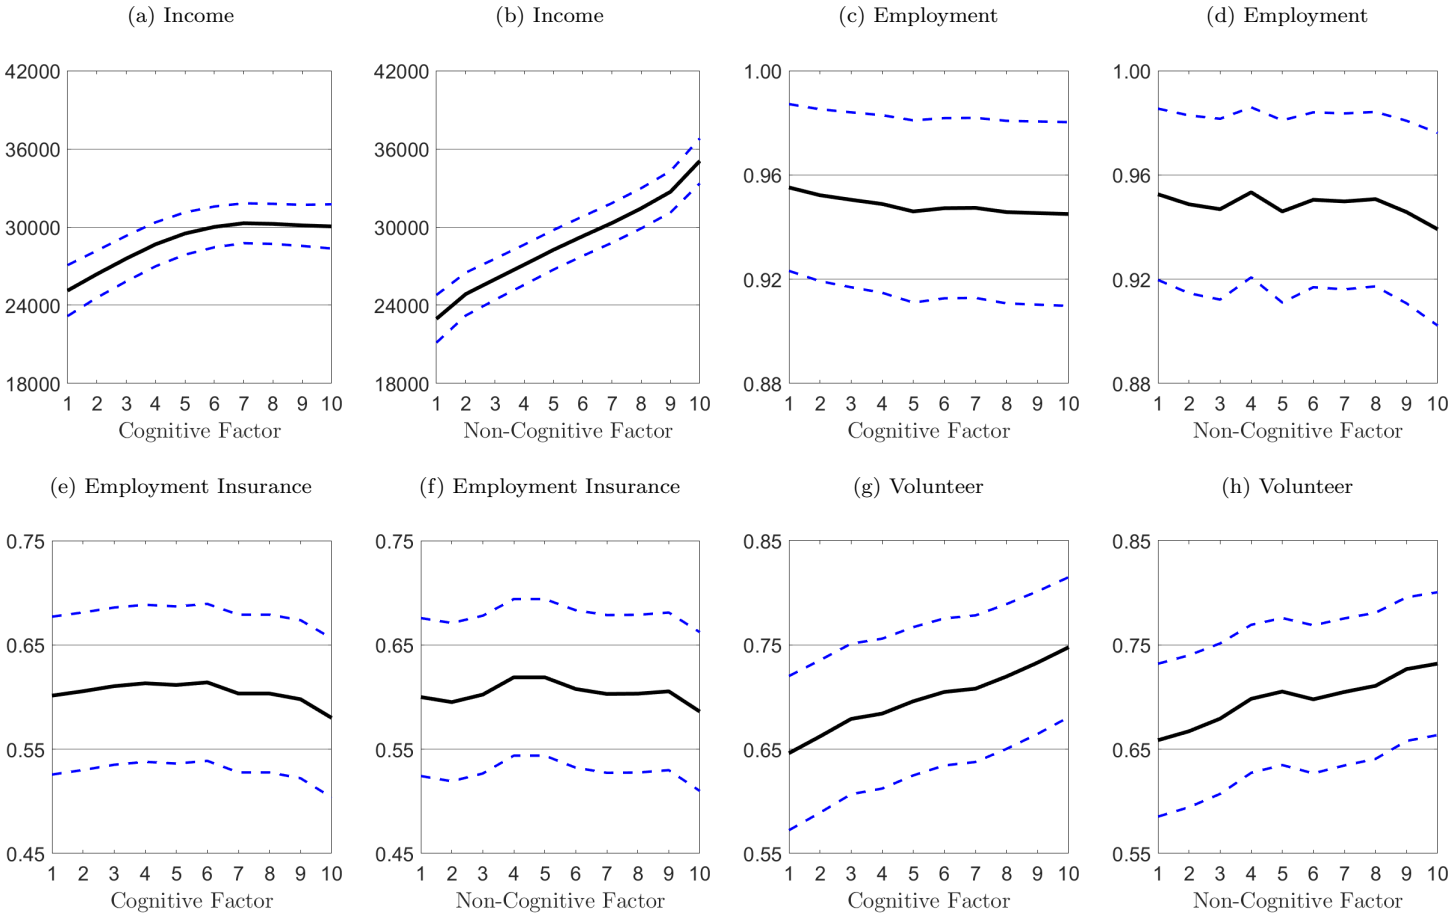 (a) Income
(b) Income
(c) Employment
(d) Employment
42000
36000
30000
24000
18000
1 2 3 4 5 6 7 8 9 10
Cognitive Factor
42000
36000
30000
24000
18000
1 2 3 4 5 6 7 8 9 10
Non-Cognitive Factor
1.00
0.96
0.92
0.88
1 2 3 4 5 6 7 8 9 10
Cognitive Factor
1.00
0.96
0.92
0.88
1 2 3 4 5 6 7 8 9 10
Non-Cognitive Factor
(e) Employment Insurance
(f) Employment Insurance
(g) Volunteer
(h) Volunteer
0.75
0.65
0.55
0.45
1 2 3 4 5 6 7 8 9 10
Cognitive Factor
0.75
0.65
0.55
0.45
1 2 3 4 5 6 7 8 9 10
Non-Cognitive Factor
0.85
0.75
0.65
0.55
1 2 3 4 5 6 7 8 9 10
Cognitive Factor
0.85
0.75
0.65
0.55
1 2 3 4 5 6 7 8 9 10
Non-Cognitive Factor